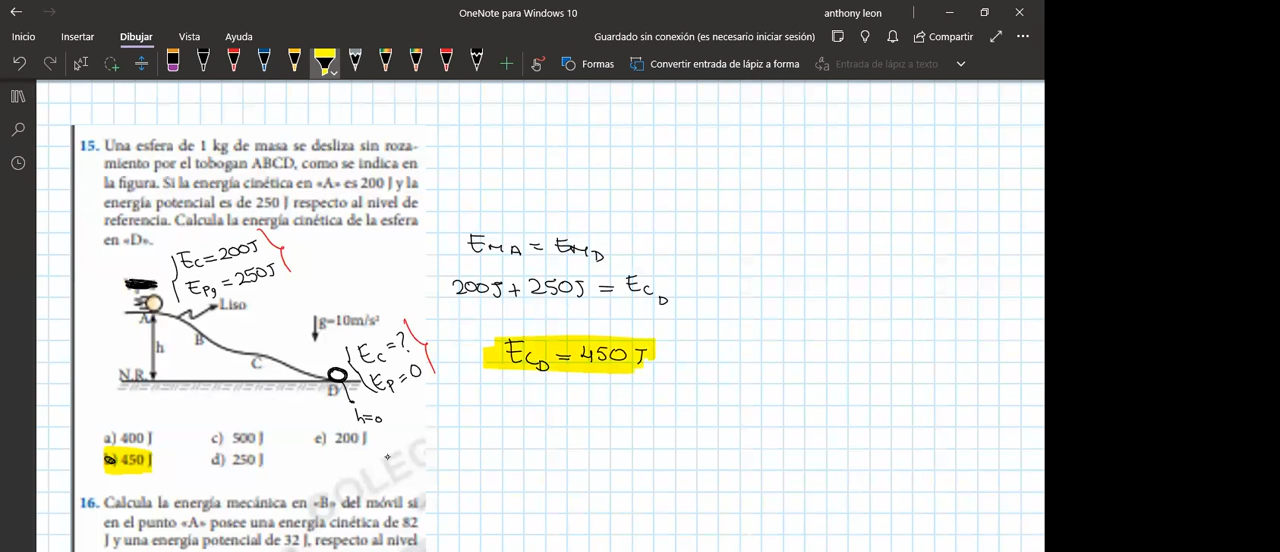 OneNote para Windows 10
anthony leon
Inicio Insertar Dibujar Vista Ayuda
Guardado sin conexión (es necesario iniciar sesión)
Compartir
Formas
Convertir entrada de lápiz a forma
Entrada de lápiz a texto
15. Una esfera de 1 kg de masa se desliza sin roza-
miento por el tobogan ABCD, como se indica en
la figura. Si la energía cinética en «A» es 200 J y la
energía potencial es de 250 J respecto al nivel de
referencia. Calcula la energía cinética de la esfera
en «D».
Ec = 200J
Epg = 250J
Liso
A
B
g=10m/s²
h
C
Ec = ?
Ep = 0
N.R.
D
h=0
a) 400 J c) 500 J e) 200 J
b) 450 J d) 250 J
EMA = EMD
200J + 250J = ECD
ECD = 450 J
16. Calcula la energía mecánica en «B» del móvil si
en el punto «A» posee una energía cinética de 82
J y una energía potencial de 32 J, respecto al nivel